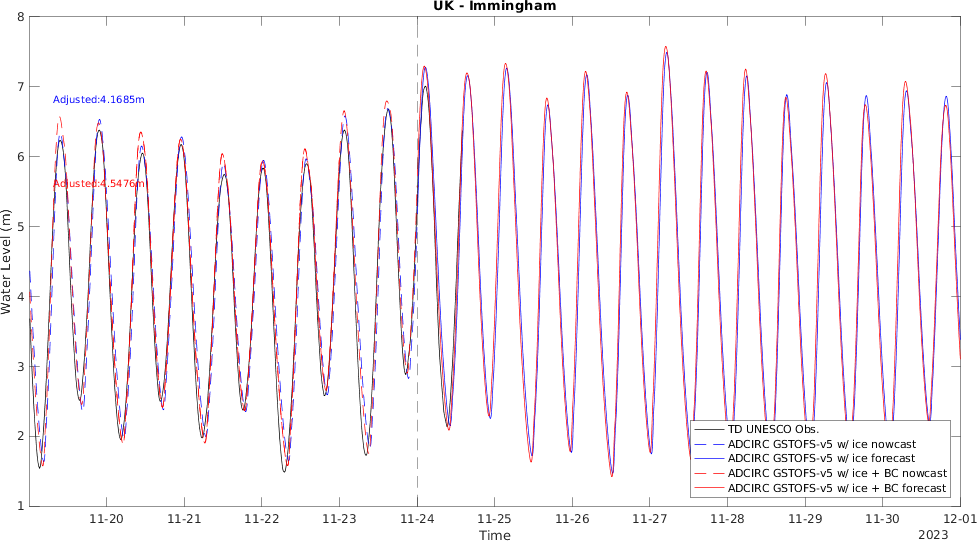 UK - Immingham
8
7
6
5
4
3
2
1
Water Level (m)
Adjusted:4.1685m
Adjusted:4.5476m
TD UNESCO Obs.
ADCIRC GSTOFS-v5 w/ ice nowcast
ADCIRC GSTOFS-v5 w/ ice forecast
ADCIRC GSTOFS-v5 w/ ice + BC nowcast
ADCIRC GSTOFS-v5 w/ ice + BC forecast
11-20 11-21 11-22 11-23 11-24 11-25 11-26 11-27 11-28 11-29 11-30 12-01
Time
2023